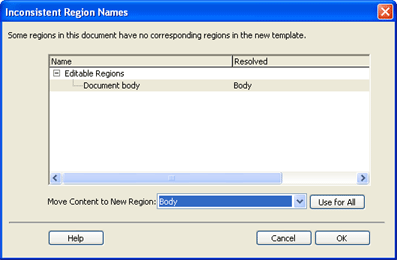 Inconsistent Region Names
Some regions in this document have no corresponding regions in the new template.
Name Resolved
Editable Regions
Document body Body
Move Content to New Region: Body Use for All
Help Cancel OK